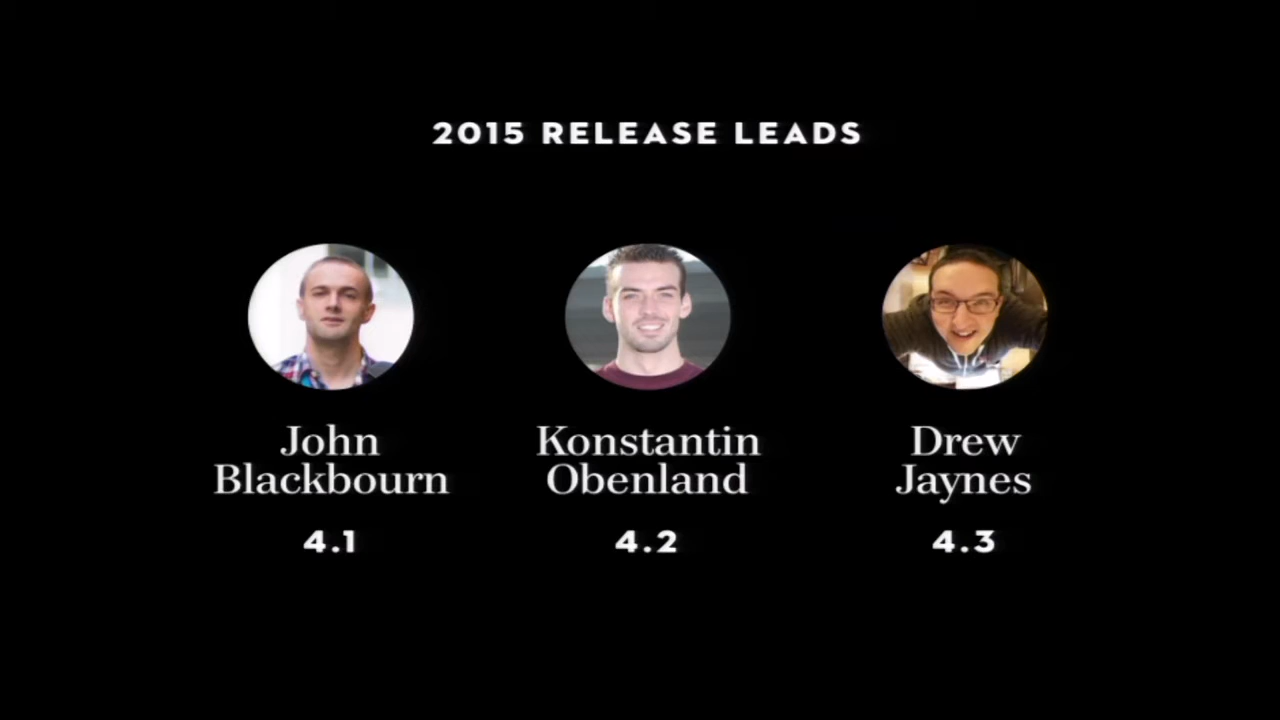 2015 RELEASE LEADS
John
Blackbourn
4.1
Konstantin
Obenland
4.2
Drew
Jaynes
4.3